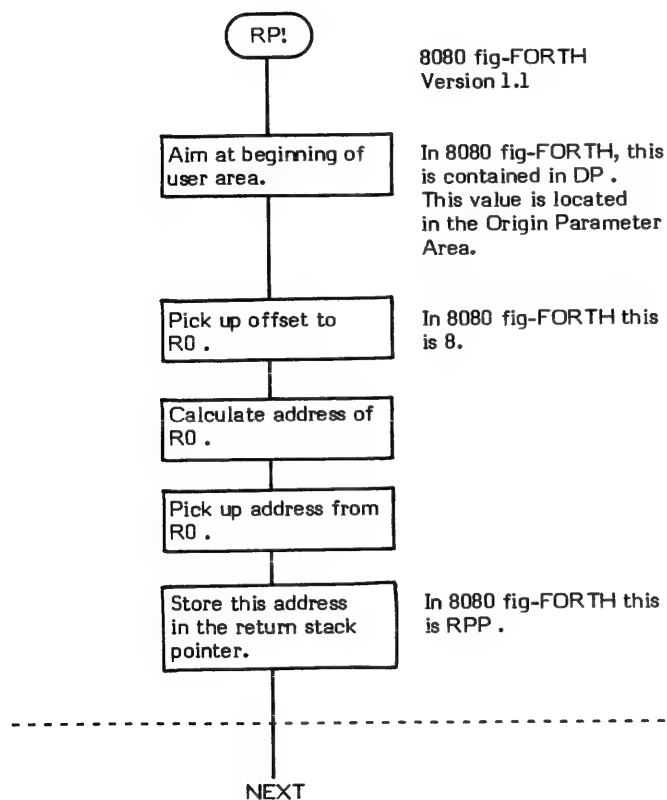 RP!
8080 fig-FORTH
Version 1.1
Aim at beginning of
user area.
In 8080 fig-FORTH, this
is contained in DP .
This value is located
in the Origin Parameter
Area.
Pick up offset to
R0 .
In 8080 fig-FORTH this
is 8.
Calculate address of
R0 .
Pick up address from
R0 .
Store this address
in the return stack
pointer.
In 8080 fig-FORTH this
is RPP .
NEXT